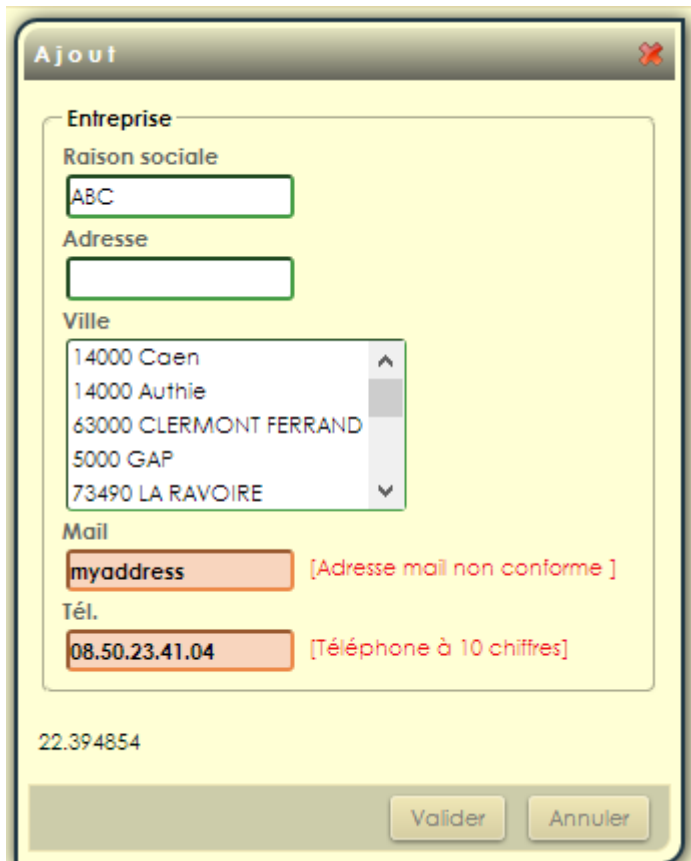 Ajout
Entreprise
Raison sociale
ABC
Adresse
Ville
14000 Caen
14000 Authie
63000 CLERMONT FERRAND
5000 GAP
73490 LA RAVOIRE
Mail
myaddress [Adresse mail non conforme ]
Tél.
08.50.23.41.04 [Téléphone à 10 chiffres]
22.394854
Valider Annuler